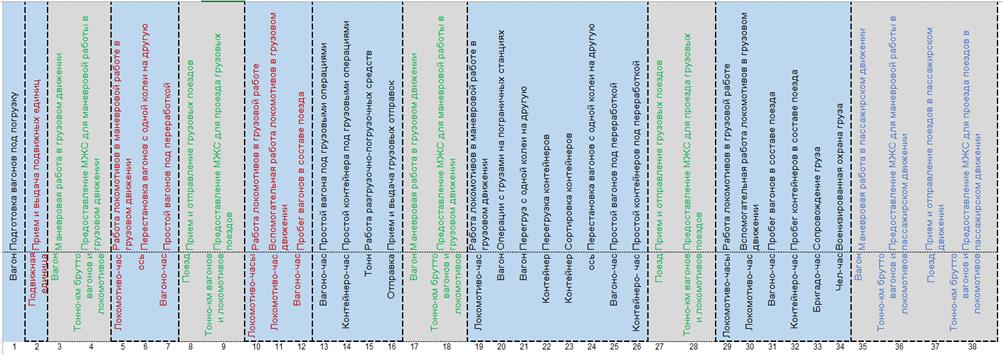 Вагон Подготовка вагонов под погрузку
Подвижная единица Прием и выдача подвижных единиц
Вагон Маневровая работа в грузовом движении
Тонно-км брутто вагонов и локомотивов Предоставление МЖС для маневровой работы в грузовом движении
Локомотиво-час Работа локомотивов в маневровой работе в грузовом движении
ось Перестановка вагонов с одной колеи на другую
Вагоно-час Простой вагонов под переработкой
Поезд Прием и отправление грузовых поездов
Тонно-км вагонов и локомотивов Предоставление МЖС для проезда грузовых поездов
Локомотиво-часы Работа локомотивов в грузовой работе
Локомотиво-час Вспомогательная работа локомотивов в грузовом движении
Вагоно-час Пробег вагонов в составе поезда
Вагоно-час Простой вагона под грузовыми операциями
Контейнеро-час Простой контейнера под грузовыми операциями
Тонн Работа разгрузочно-погрузочных средств
Отправка Прием и выдача грузовых отправок
Вагон Маневровая работа в грузовом движении
Тонно-км брутто вагонов и локомотивов Предоставление МЖС для маневровой работы в грузовом движении
Локомотиво-час Работа локомотивов в маневровой работе в грузовом движении
Вагон Операции с грузами на пограничных станциях
Вагон Перегруз с одной колеи на другую
Контейнер Перегрузка контейнеров
Контейнер Сортировка контейнеров
ось Перестановка вагонов с одной колеи на другую
Вагоно-час Простой вагонов под переработкой
Контейнеро- час Простой контейнеров под переработкой
Поезд Прием и отправление грузовых поездов
Тонно-км брутто вагонов и локомотивов Предоставление МЖС для проезда грузовых поездов
Локомотиво-часы Работа локомотивов в грузовой работе
Локомотиво-час Вспомогательная работа локомотивов в грузовом движении
Вагоно-час Пробег вагонов в составе поезда
Контейнеро-час Пробег контейнеров в составе поезда
Бригадо-час Сопровождение груза
Чел-час Военизированная охрана груза
Вагон Маневровая работа в пассажирском движении
Тонно-км брутто вагонов и локомотивов Предоставление МЖС для маневровой работы в пассажирском движении
Поезд Прием и отправление поездов в пассажирском движении
Тонно-км брутто вагонов и локомотивов Предоставление МЖС для проезда поездов в пассажирском движении
1 2 3 4 5 6 7 8 9 10 11 12 13 14 15 16 17 18 19 20 21 22 23 24 25 26 27 28 29 30 31 32 33 34 35 36 37 38